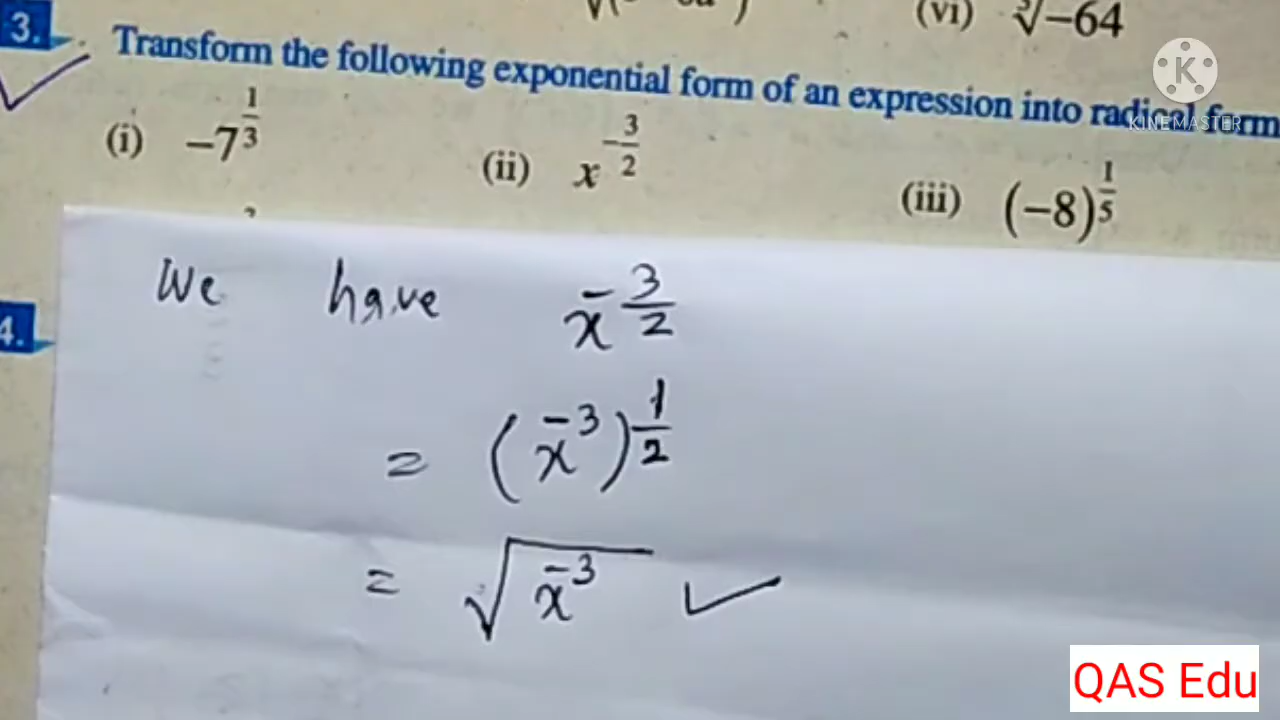 (vi) ∛−64
3. Transform the following exponential form of an expression into radical form
KINEMASTER
(i) −7^(1/3) (ii) x^(−3/2) (iii) (−8)^(1/5)
We have x^(−3/2)
4.
= (x^−3)^(1/2)
= √(x^−3) ✓
QAS Edu